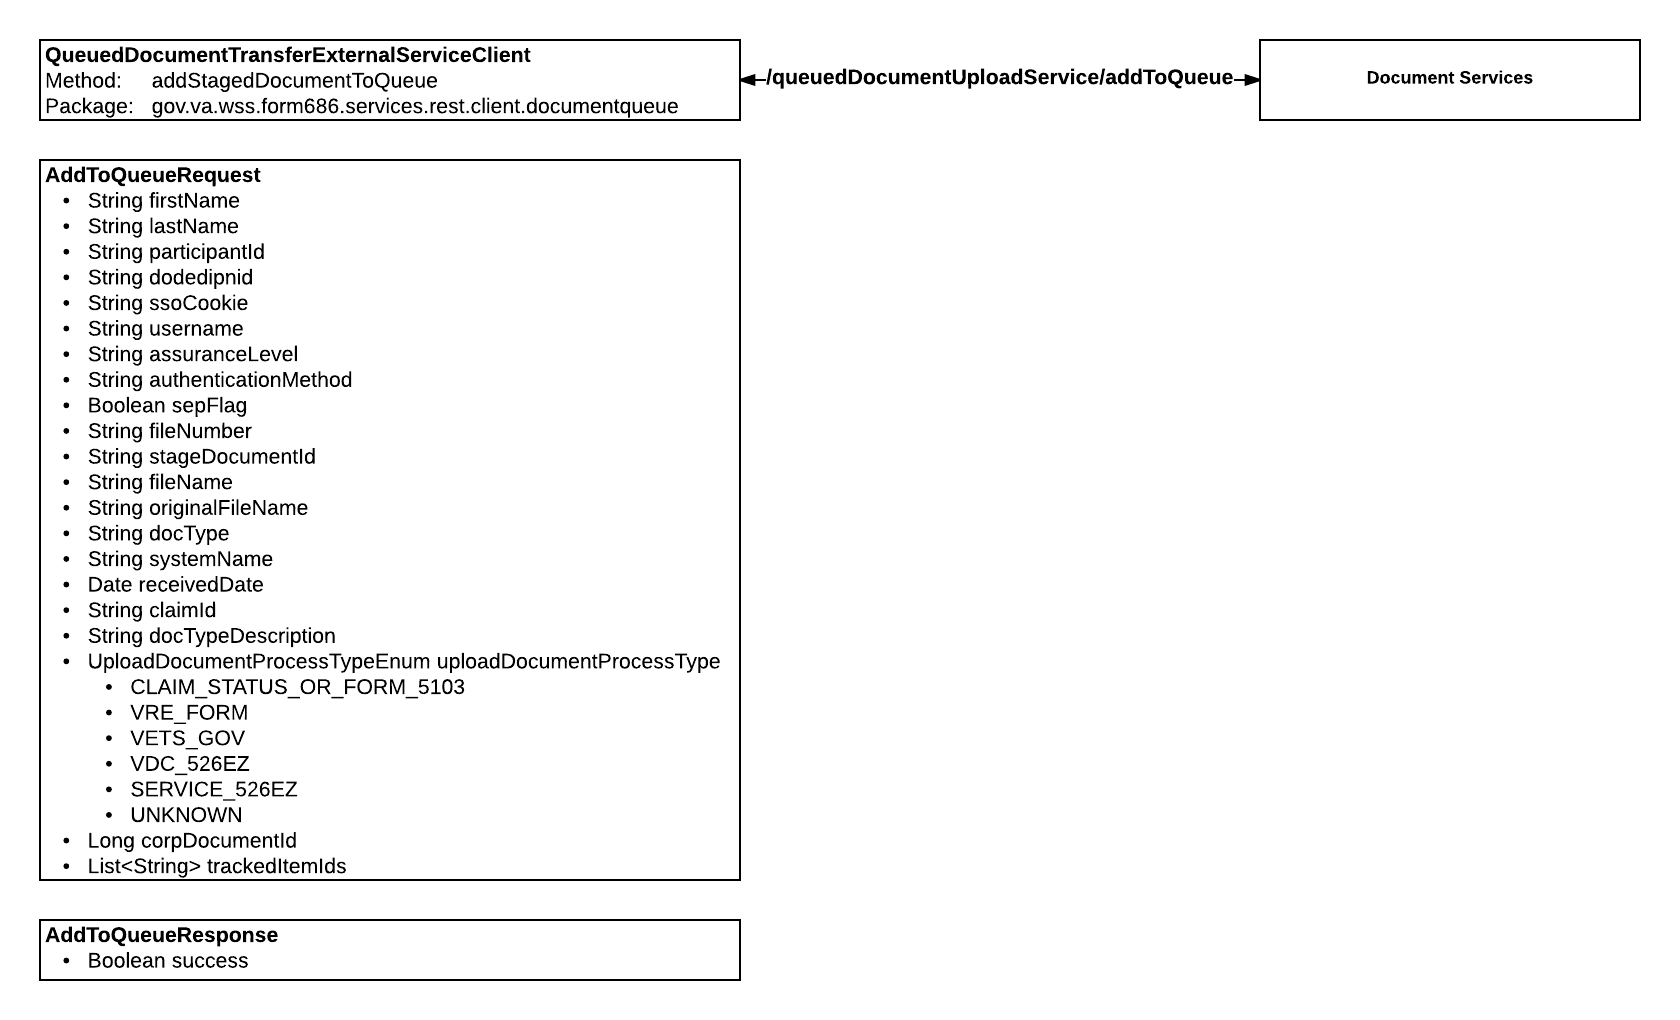 QueuedDocumentTransferExternalServiceClient
Method: addStagedDocumentToQueue
Package: gov.va.wss.form686.services.rest.client.documentqueue
/queuedDocumentUploadService/addToQueue
Document Services
AddToQueueRequest
• String firstName
• String lastName
• String participantId
• String dodedipnid
• String ssoCookie
• String username
• String assuranceLevel
• String authenticationMethod
• Boolean sepFlag
• String fileNumber
• String stageDocumentId
• String fileName
• String originalFileName
• String docType
• String systemName
• Date receivedDate
• String claimId
• String docTypeDescription
• UploadDocumentProcessTypeEnum uploadDocumentProcessType
• CLAIM_STATUS_OR_FORM_5103
• VRE_FORM
• VETS_GOV
• VDC_526EZ
• SERVICE_526EZ
• UNKNOWN
• Long corpDocumentId
• List<String> trackedItemIds
AddToQueueResponse
• Boolean success